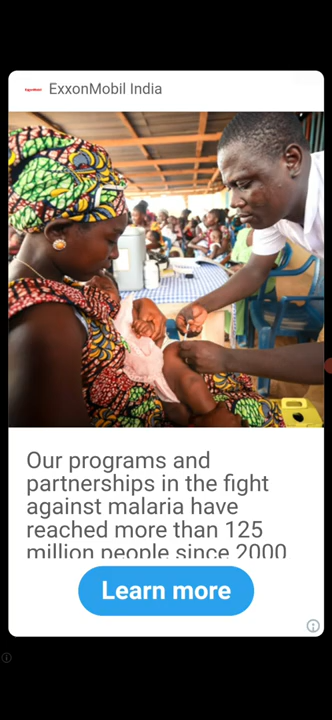 ExxonMobil India
Our programs and
partnerships in the fight
against malaria have
reached more than 125
million people since 2000
Learn more